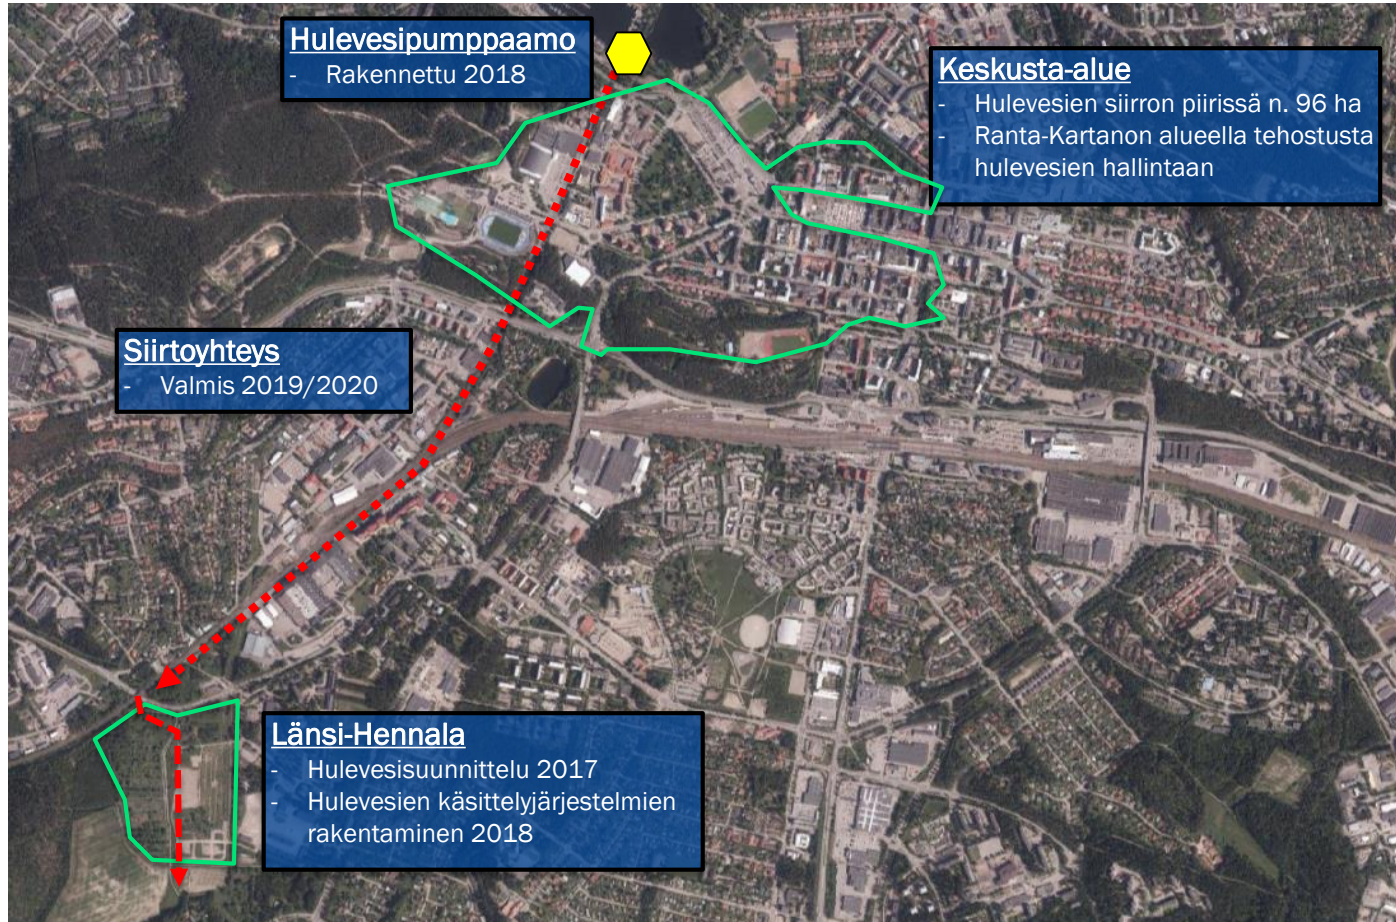 Hulevesipumppaamo
- Rakennettu 2018
Keskusta-alue
- Hulevesien siirron piirissä n. 96 ha
- Ranta-Kartanon alueella tehostusta
hulevesien hallintaan
Siirtoyhteys
- Valmis 2019/2020
Länsi-Hennala
- Hulevesisuunnittelu 2017
- Hulevesien käsittelyjärjestelmien
rakentaminen 2018